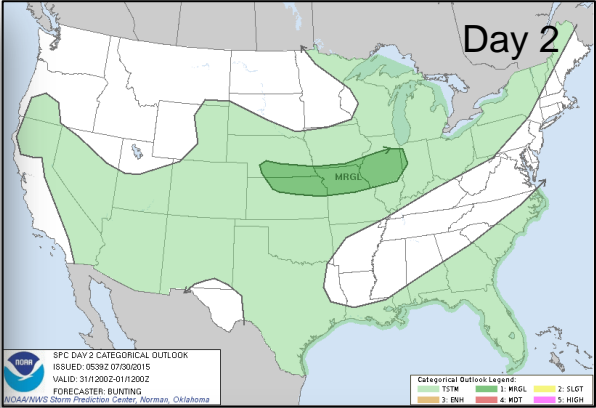 Day 2
MRGL
NOAA
SPC DAY 2 CATEGORICAL OUTLOOK
ISSUED: 0539Z 07/30/2015
VALID: 31/1200Z-01/1200Z
FORECASTER: BUNTING
NOAA/NWS Storm Prediction Center, Norman, Oklahoma
Categorical Outlook Legend:
TSTM 1: MRGL 2: SLGT
3: ENH 4: MDT 5: HIGH